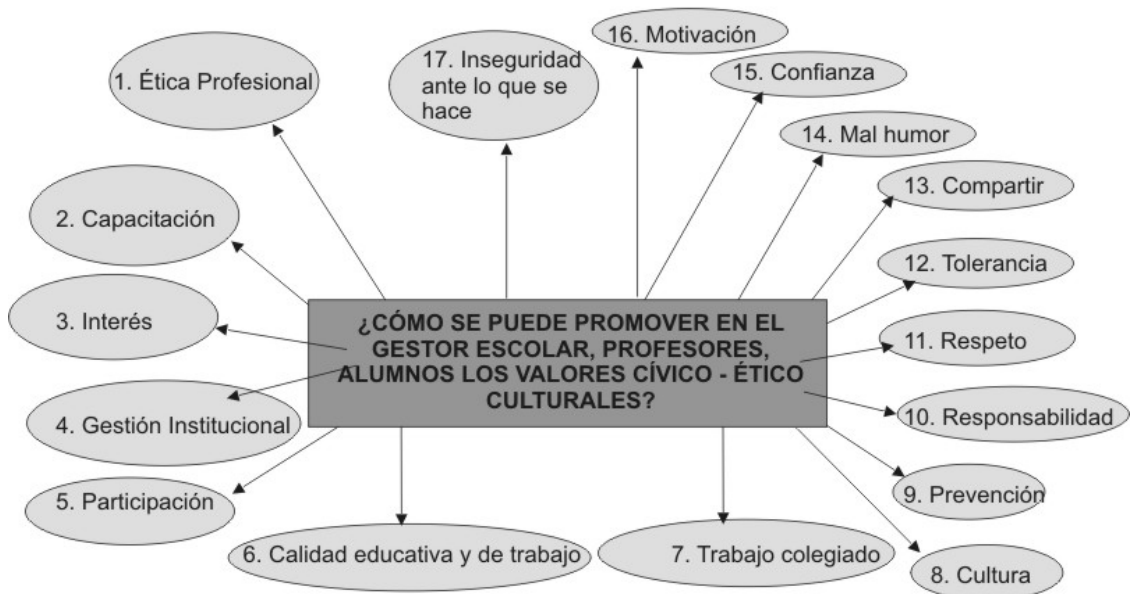 16. Motivación
17. Inseguridad
ante lo que se
hace
15. Confianza
1. Ética Profesional
14. Mal humor
13. Compartir
2. Capacitación
12. Tolerancia
3. Interés
¿CÓMO SE PUEDE PROMOVER EN EL
GESTOR ESCOLAR, PROFESORES,
ALUMNOS LOS VALORES CÍVICO - ÉTICO
CULTURALES?
11. Respeto
4. Gestión Institucional
10. Responsabilidad
5. Participación
9. Prevención
6. Calidad educativa y de trabajo
7. Trabajo colegiado
8. Cultura